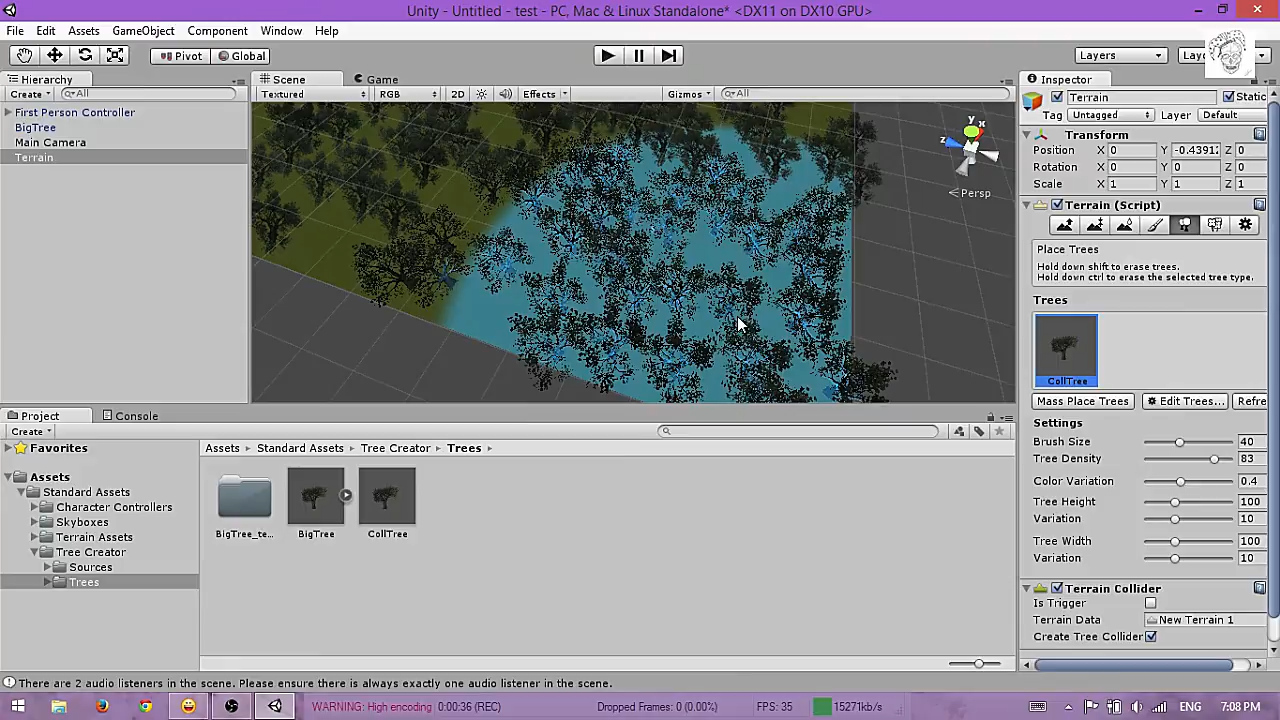 Unity - Untitled - test - PC, Mac & Linux Standalone* <DX11 on DX10 GPU>
File Edit Assets GameObject Component Window Help
Pivot Global Layers
Hierarchy
Create All
First Person Controller
BigTree
Main Camera
Terrain
Scene Game
Textured RGB 2D Effects Gizmos All
y
x
z
Persp
Inspector
Terrain Static
Tag Untagged Layer Default
Transform
Position X 0 Y -0.4391 Z 0
Rotation X 0 Y 0 Z 0
Scale X 1 Y 1 Z 1
Terrain (Script)
Place Trees
Hold down shift to erase trees.
Hold down ctrl to erase the selected tree type.
Trees
CollTree
Mass Place Trees Edit Trees... Refre
Settings
Brush Size 40
Tree Density 83
Color Variation 0.4
Tree Height 100
Variation 10
Tree Width 100
Variation 10
Terrain Collider
Is Trigger
Terrain Data New Terrain 1
Create Tree Collider
Project Console
Create
Favorites
Assets
Standard Assets
Character Controllers
Skyboxes
Terrain Assets
Tree Creator
Sources
Trees
Assets Standard Assets Tree Creator Trees
BigTree_te... BigTree CollTree
There are 2 audio listeners in the scene. Please ensure there is always exactly one audio listener in the scene.
WARNING: High encoding 0:00:36 (REC) Dropped Frames: 0 (0.00%) FPS: 35 15271kb/s ENG 7:08 PM